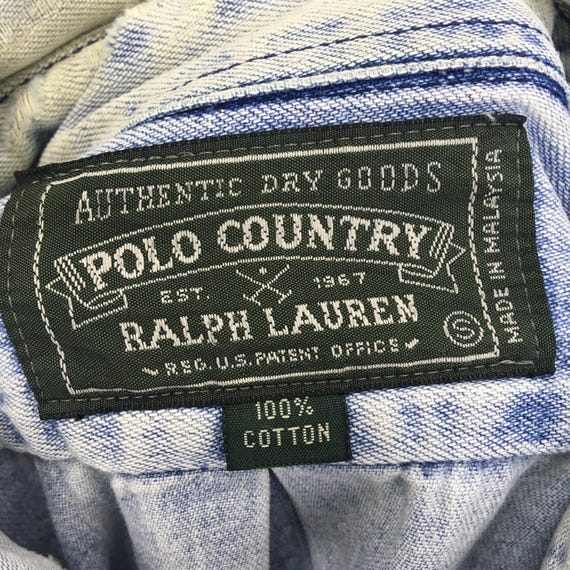 AUTHENTIC DRY GOODS
POLO COUNTRY
EST. 1967
RALPH LAUREN
REG. U.S. PATENT OFFICE
S
MADE IN MALAYSIA
100%
COTTON